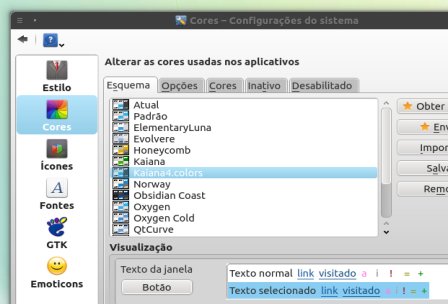 Cores – Configurações do sistema
Alterar as cores usadas nos aplicativos
Estilo
Cores
Ícones
Fontes
GTK
Emoticons
Esquema Opções Cores Inativo Desabilitado
Atual
Padrão
ElementaryLuna
Evolvere
Honeycomb
Kaiana
Kaiana4.colors
Norway
Obsidian Coast
Oxygen
Oxygen Cold
QtCurve
Obter
Env
Impor
Salv
Remo
Visualização
Texto da janela
Botão
Texto normal link visitado a i ! = +
Texto selecionado link visitado a i ! = +